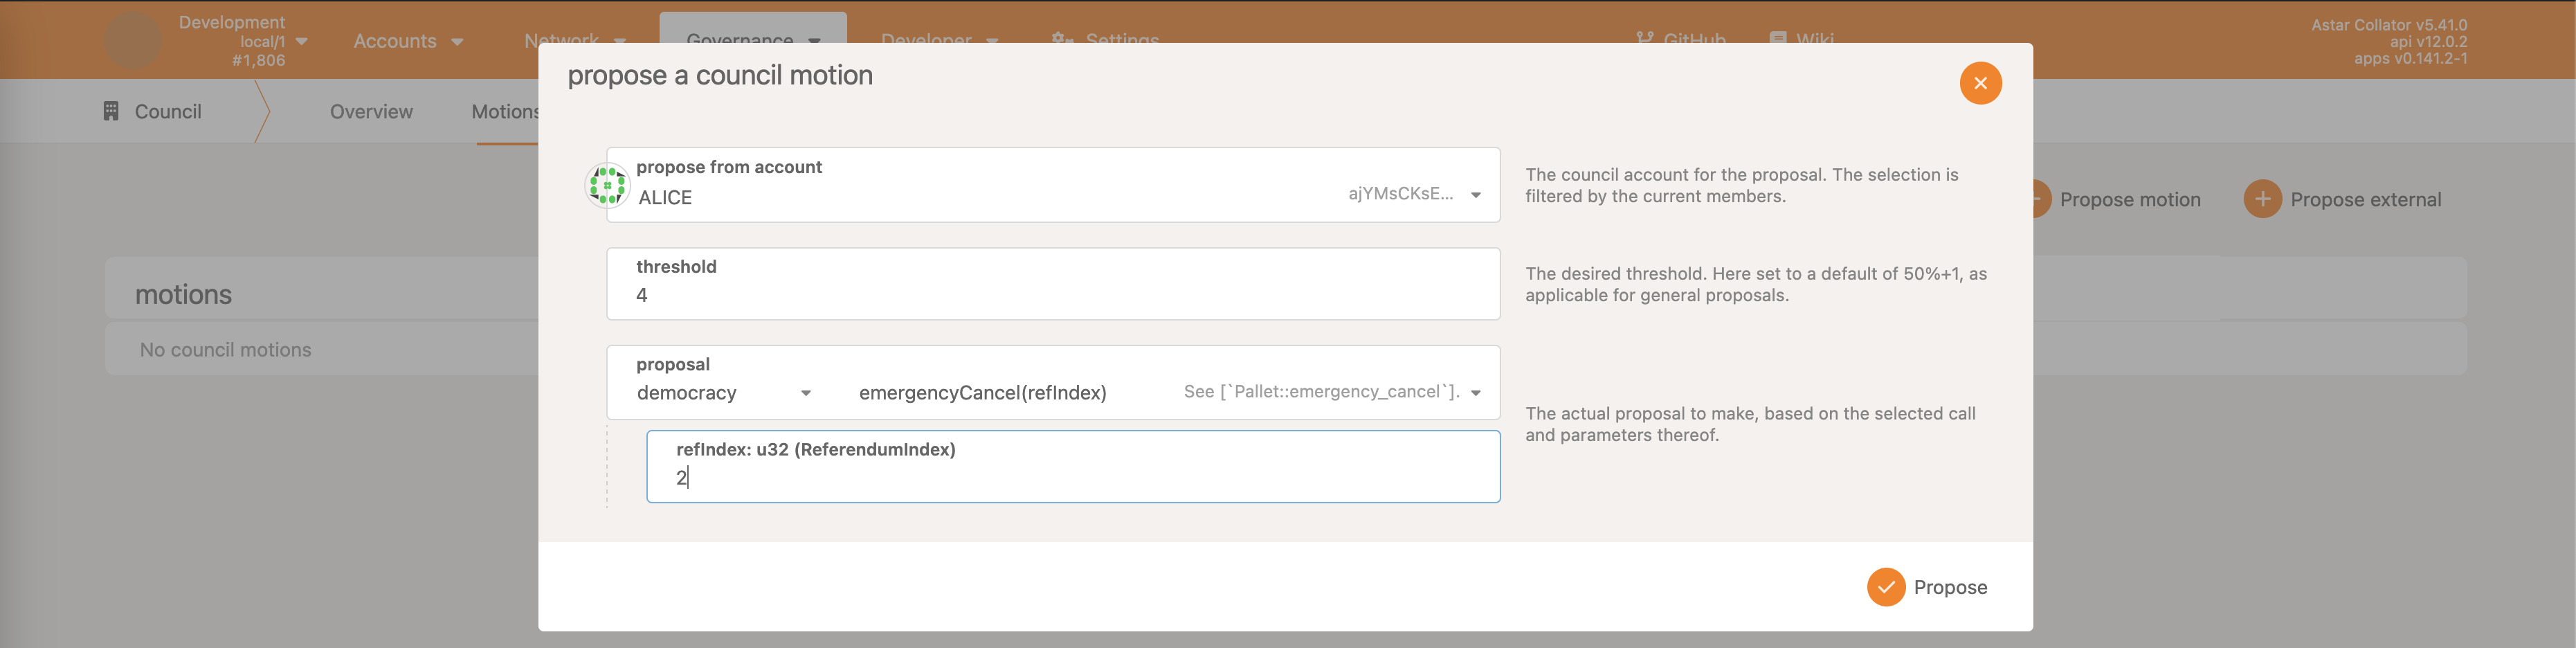 Development
local/1
#1,806
Accounts
Network
Governance
Developer
Settings
GitHub
Wiki
Astar Collator v5.41.0
api v12.0.2
apps v0.141.2-1
Council
Overview
Motions
propose a council motion
propose from account
ALICE
ajYMsCKsE...
The council account for the proposal. The selection is
filtered by the current members.
Propose motion
Propose external
threshold
4
The desired threshold. Here set to a default of 50%+1, as
applicable for general proposals.
motions
No council motions
proposal
democracy
emergencyCancel(refIndex)
See [`Pallet::emergency_cancel`].
The actual proposal to make, based on the selected call
and parameters thereof.
refIndex: u32 (ReferendumIndex)
2
Propose